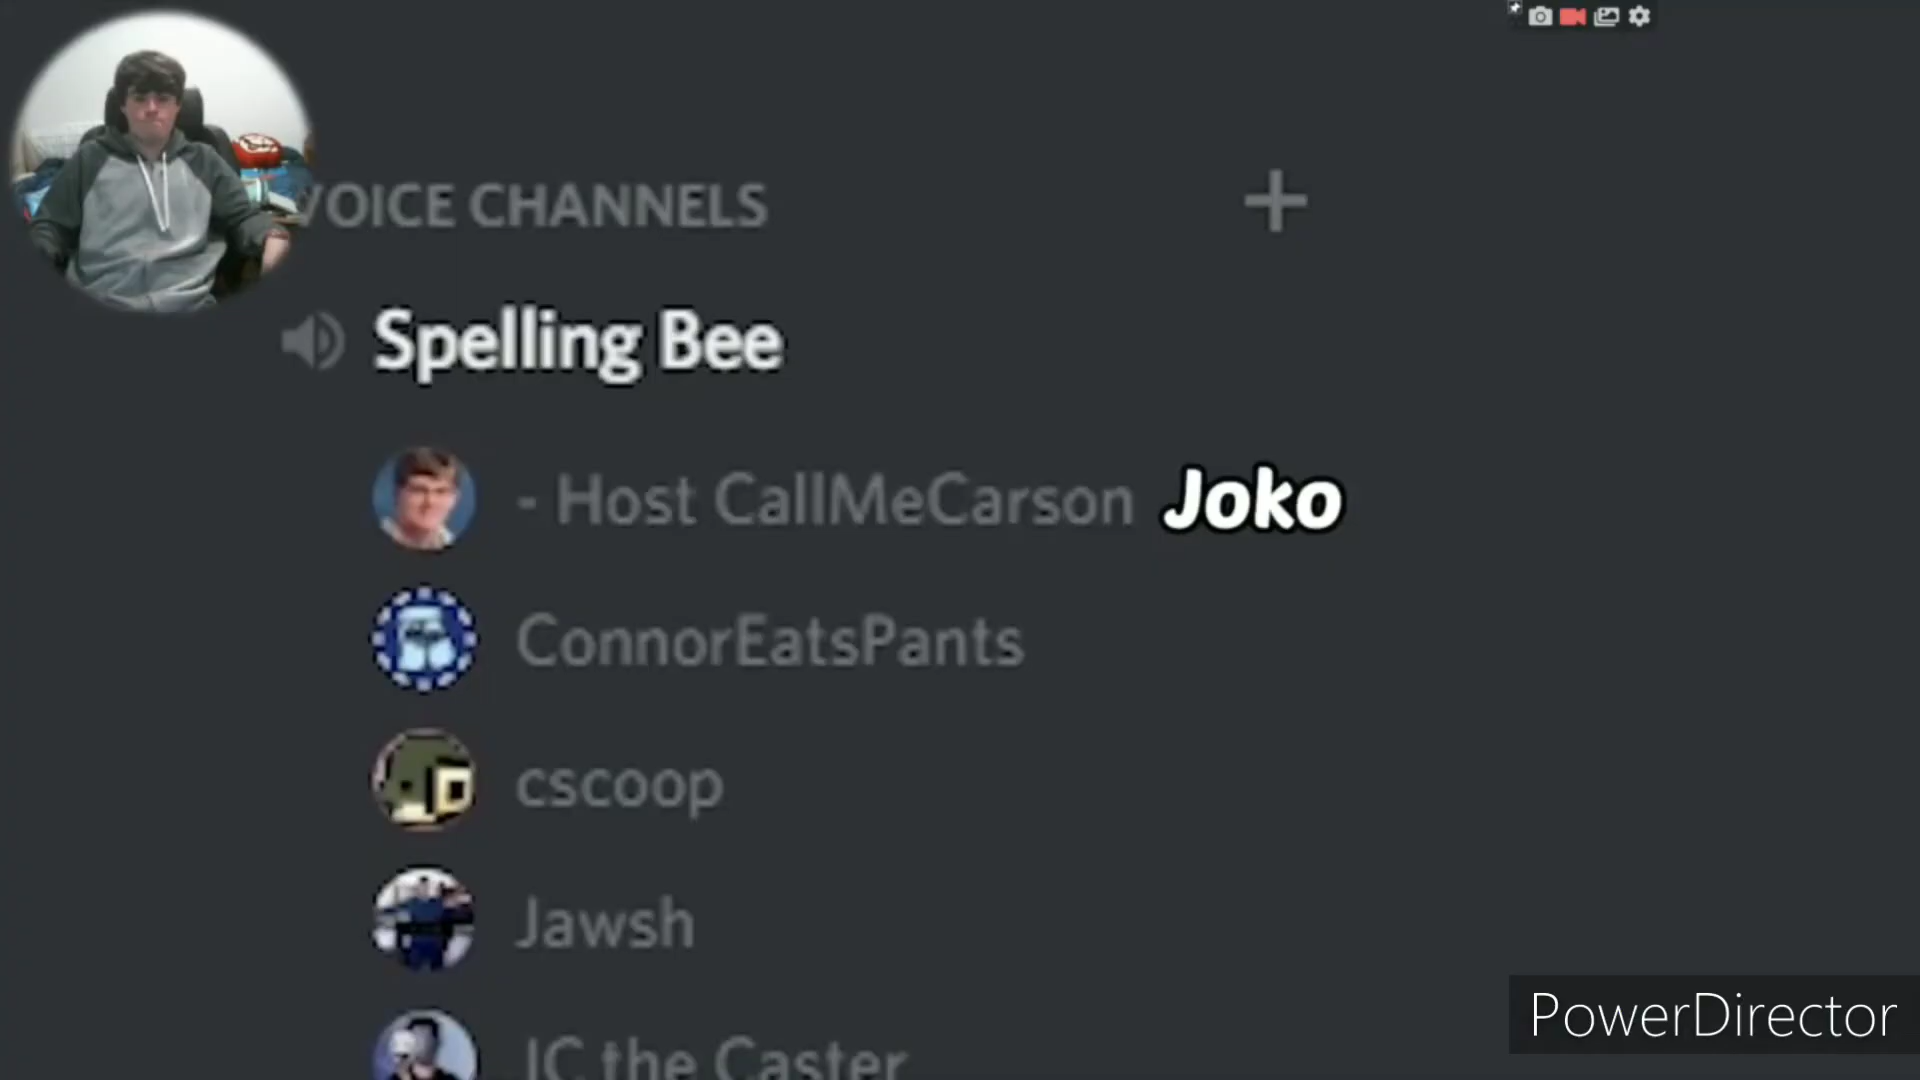 VOICE CHANNELS
Spelling Bee
- Host CallMeCarson Joko
ConnorEatsPants
cscoop
Jawsh
JC the Caster
PowerDirector